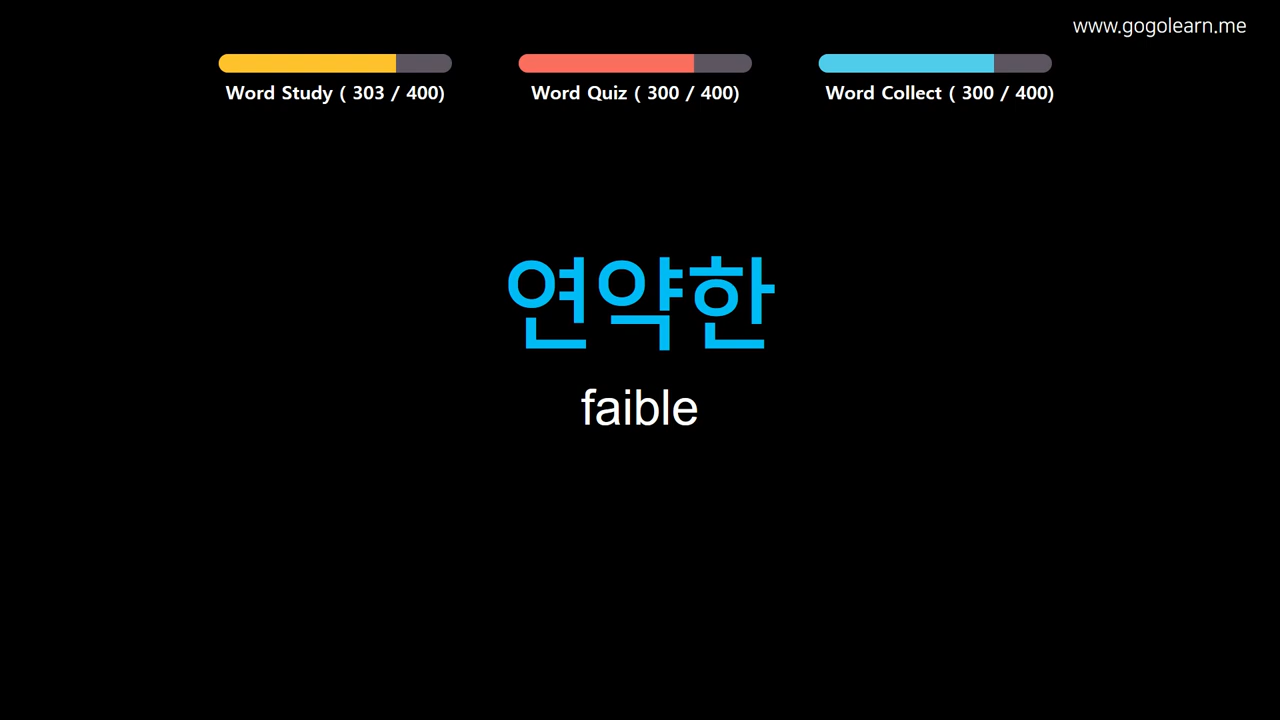 www.gogolearn.me
Word Study ( 303 / 400)
Word Quiz ( 300 / 400)
Word Collect ( 300 / 400)
연약한
faible